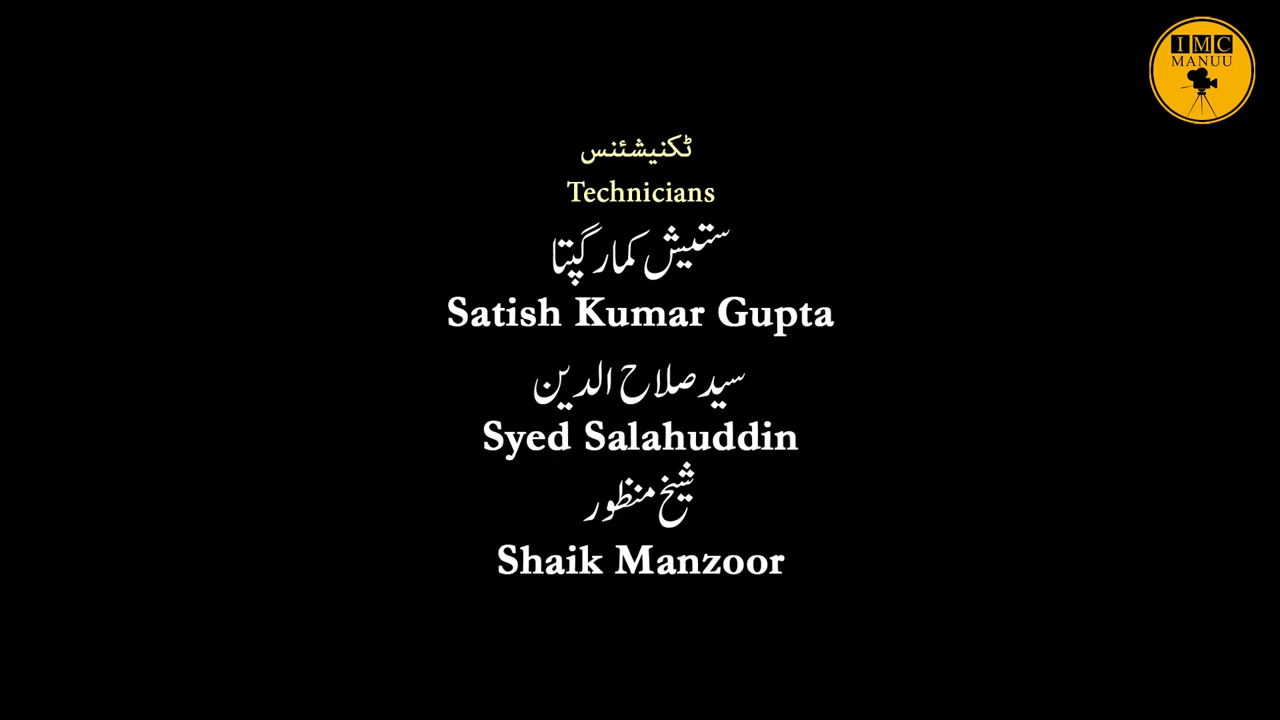 IMC
MANUU
ٹکنیشئنس
Technicians
ستیش کمار گپتا
Satish Kumar Gupta
سید صلاح الدین
Syed Salahuddin
شیخ منظور
Shaik Manzoor